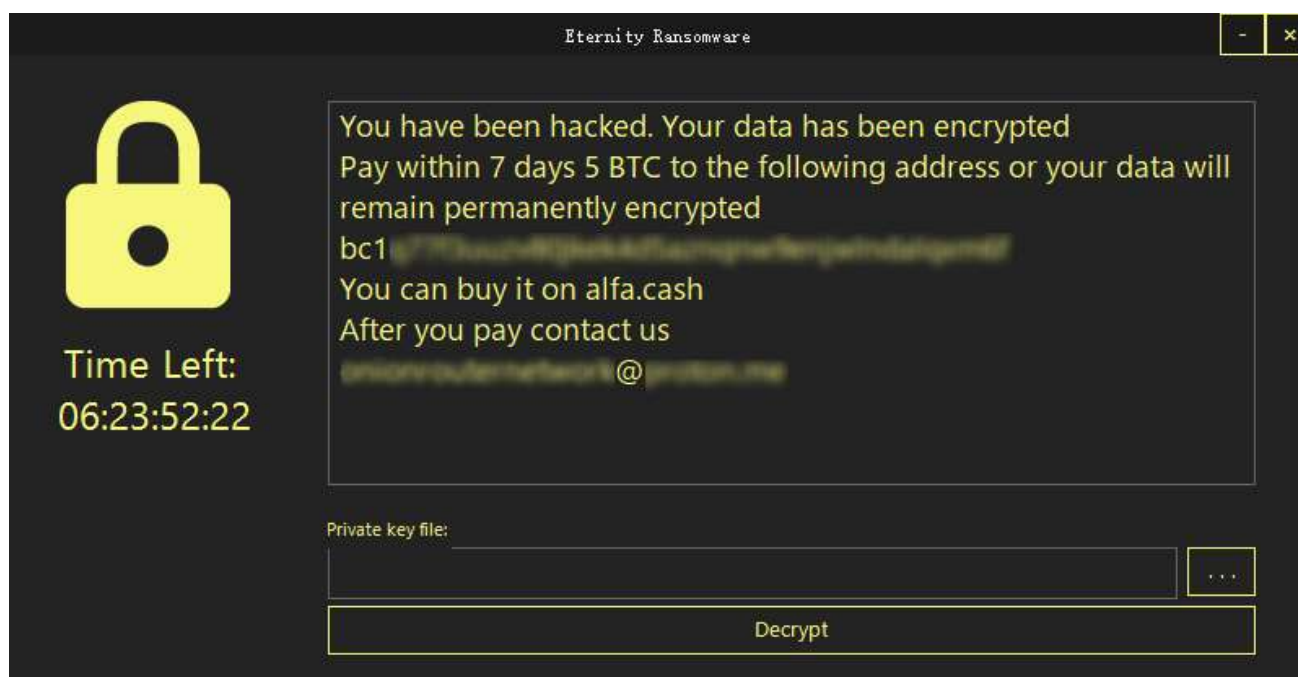 Eternity Ransomware
- ×
You have been hacked. Your data has been encrypted
Pay within 7 days 5 BTC to the following address or your data will
remain permanently encrypted
bc1
You can buy it on alfa.cash
After you pay contact us
@
Time Left:
06:23:52:22
Private key file:
...
Decrypt